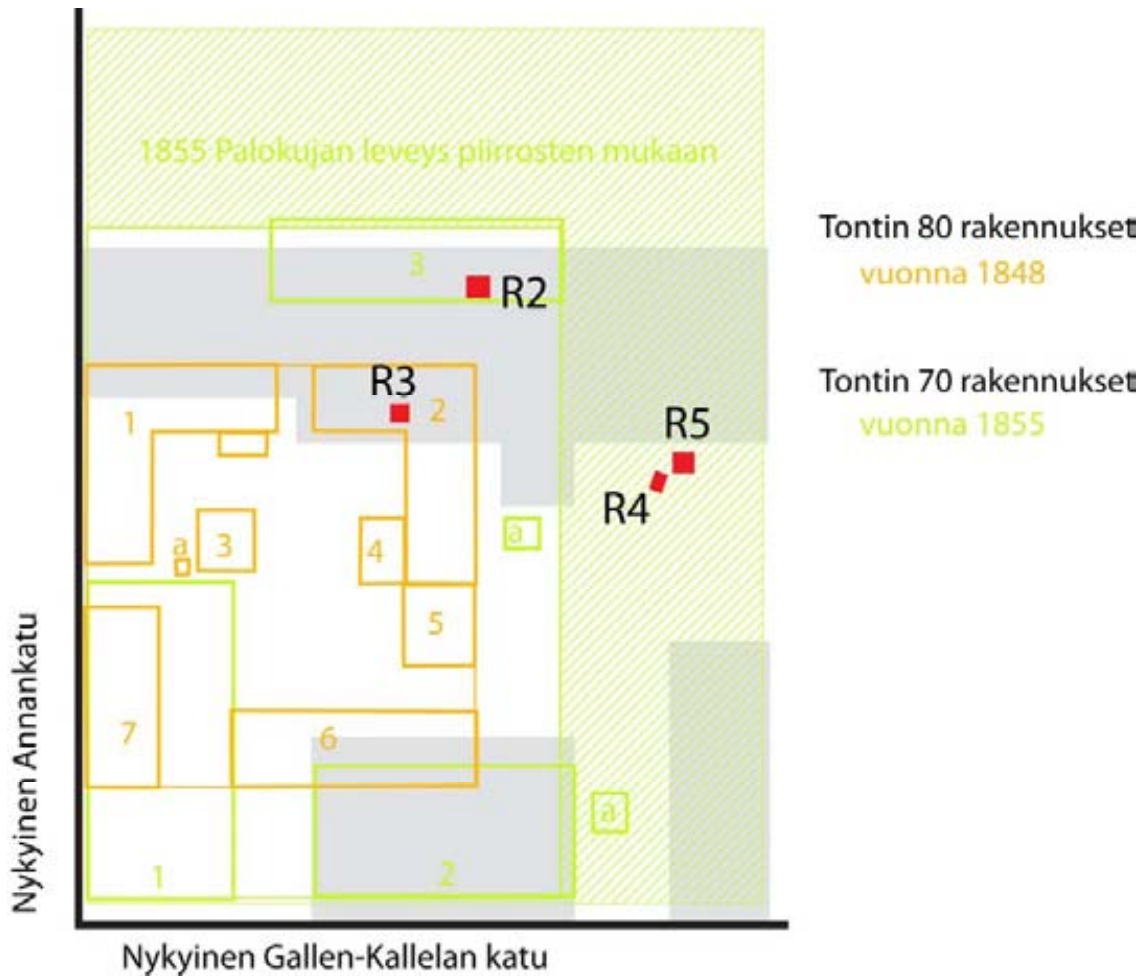 1855 Palokujan leveys piirrosten mukaan
Tontin 80 rakennukset
vuonna 1848
Tontin 70 rakennukset
vuonna 1855
3
R2
R3
1
2
R5
R4
a
3
4
a
5
7
6
a
1
2
Nykyinen Annankatu
Nykyinen Gallen-Kallelan katu